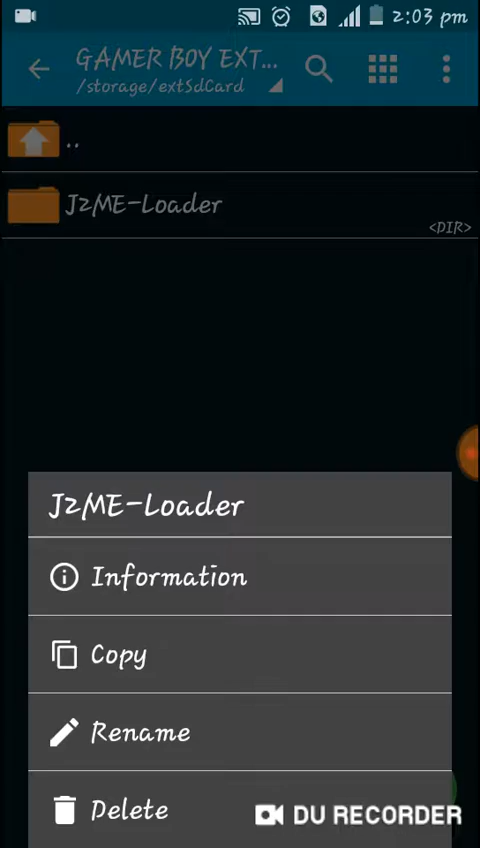 2:03 pm
GAMER BOY EXT...
/storage/extSdCard
..
J2ME-Loader
<DIR>
J2ME-Loader
Information
Copy
Rename
Delete
DU RECORDER